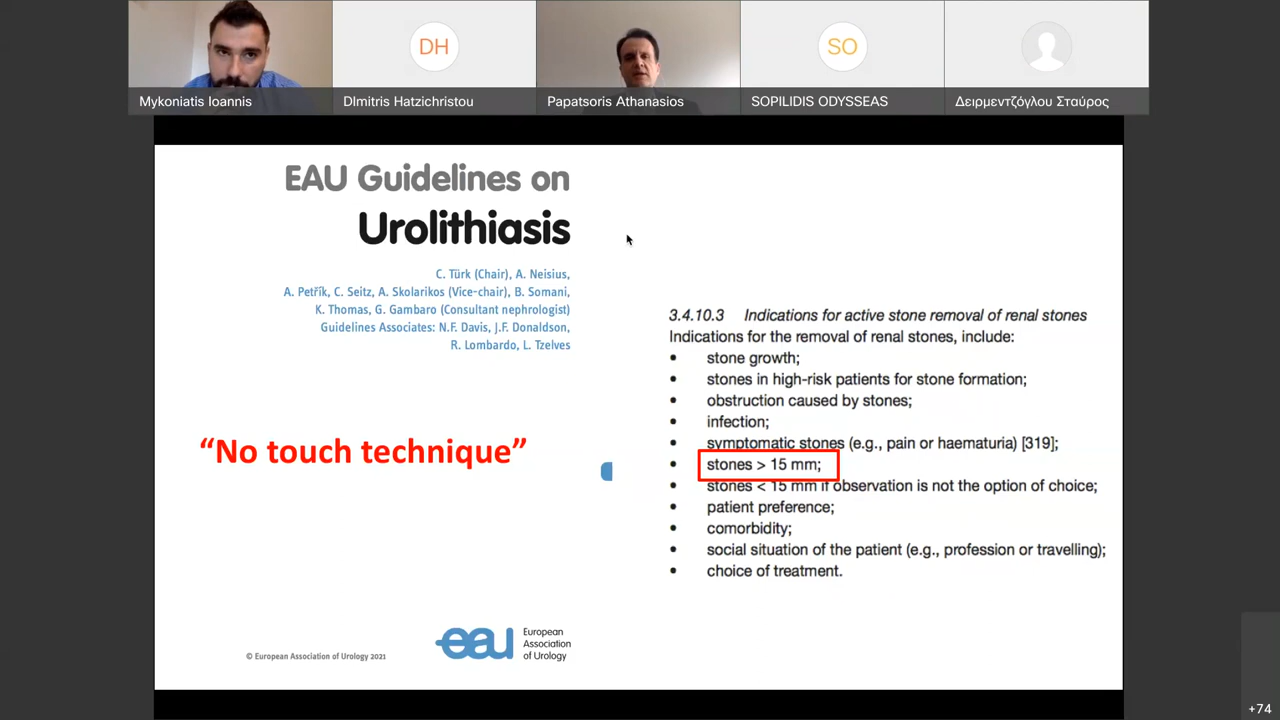 DH
SO
Mykoniatis Ioannis
DImitris Hatzichristou
Papatsoris Athanasios
SOPILIDIS ODYSSEAS
Δειρμεντζόγλου Σταύρος
EAU Guidelines on
Urolithiasis
C. Türk (Chair), A. Neisius,
A. Petřík, C. Seitz, A. Skolarikos (Vice-chair), B. Somani,
K. Thomas, G. Gambaro (Consultant nephrologist)
Guidelines Associates: N.F. Davis, J.F. Donaldson,
R. Lombardo, L. Tzelves
“No touch technique”
© European Association of Urology 2021
eau
European
Association
of Urology
3.4.10.3 Indications for active stone removal of renal stones
Indications for the removal of renal stones, include:
• stone growth;
• stones in high-risk patients for stone formation;
• obstruction caused by stones;
• infection;
• symptomatic stones (e.g., pain or haematuria) [319];
• stones > 15 mm;
• stones < 15 mm if observation is not the option of choice;
• patient preference;
• comorbidity;
• social situation of the patient (e.g., profession or travelling);
• choice of treatment.
+74